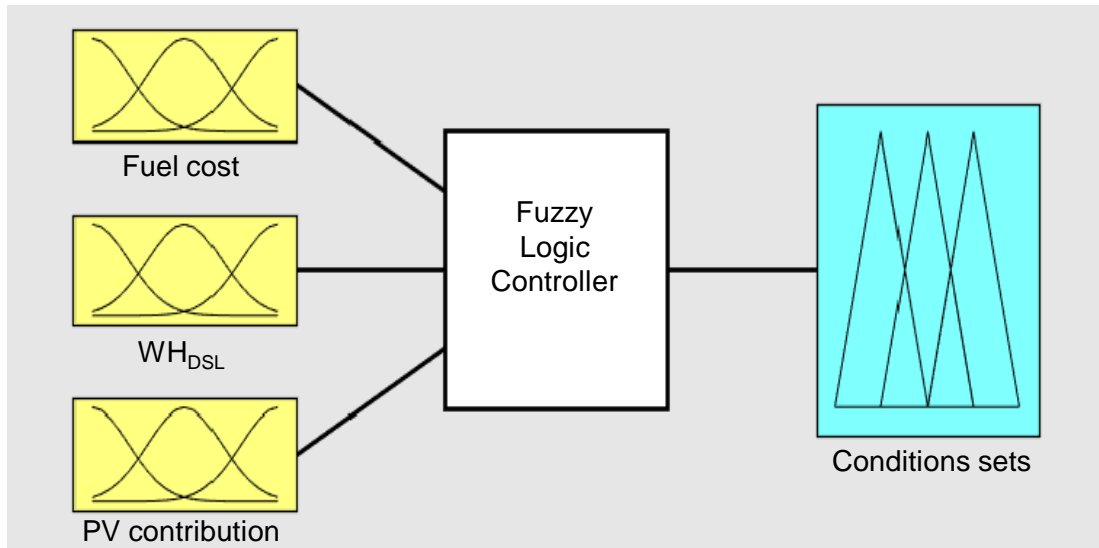 Fuel cost
WH_DSL
PV contribution
Fuzzy
Logic
Controller
Conditions sets